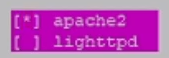 [*] apache2
[ ] lighttpd